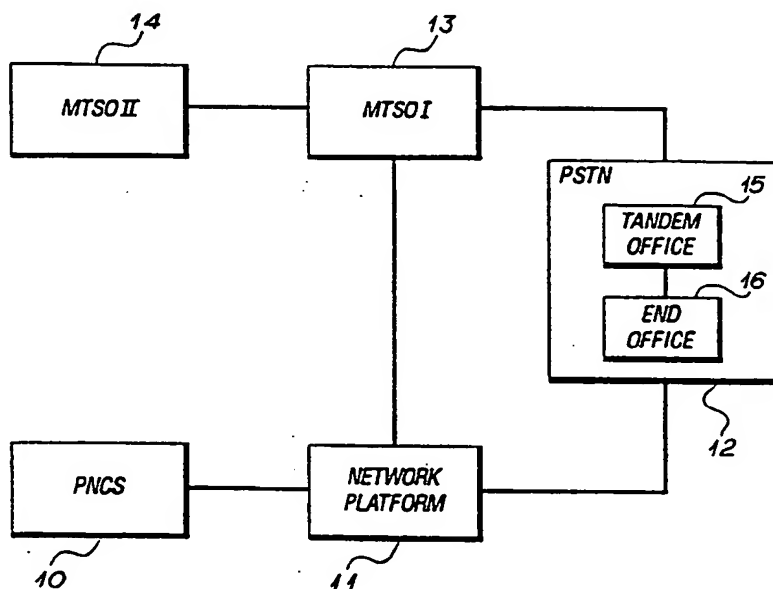 14
13
MTSO II
MTSO I
PSTN
15
TANDEM
OFFICE
16
END
OFFICE
12
PNCS
NETWORK
PLATFORM
10
11